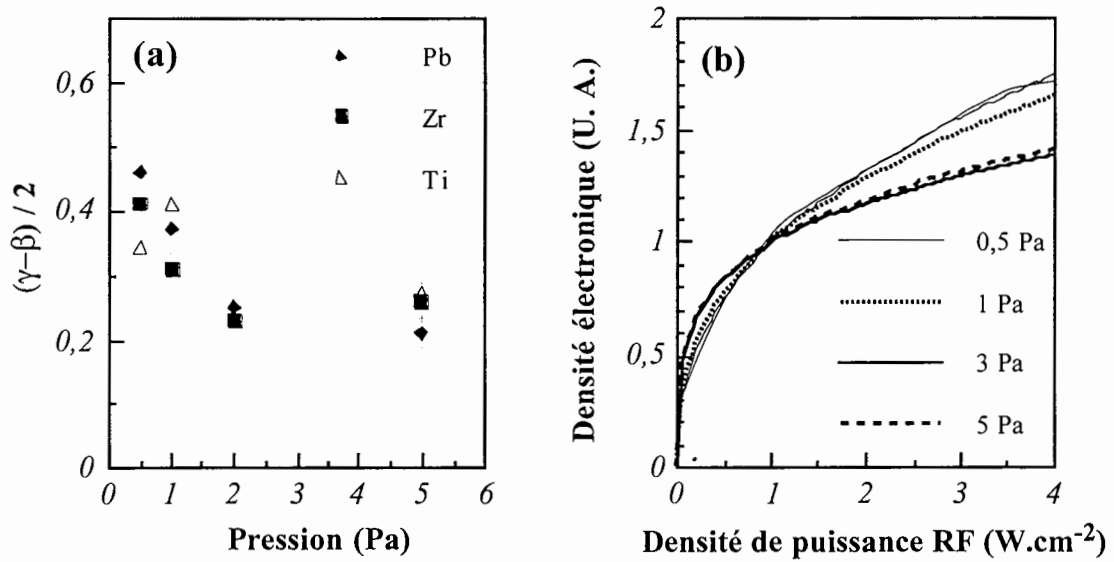 (a)
Pb
Zr
Ti
0,6
0,4
0,2
0
(γ–β) / 2
0 1 2 3 4 5 6
Pression (Pa)
(b)
2
1,5
1
0,5
0
Densité électronique (U. A.)
0,5 Pa
1 Pa
3 Pa
5 Pa
0 1 2 3 4
Densité de puissance RF (W.cm-2)